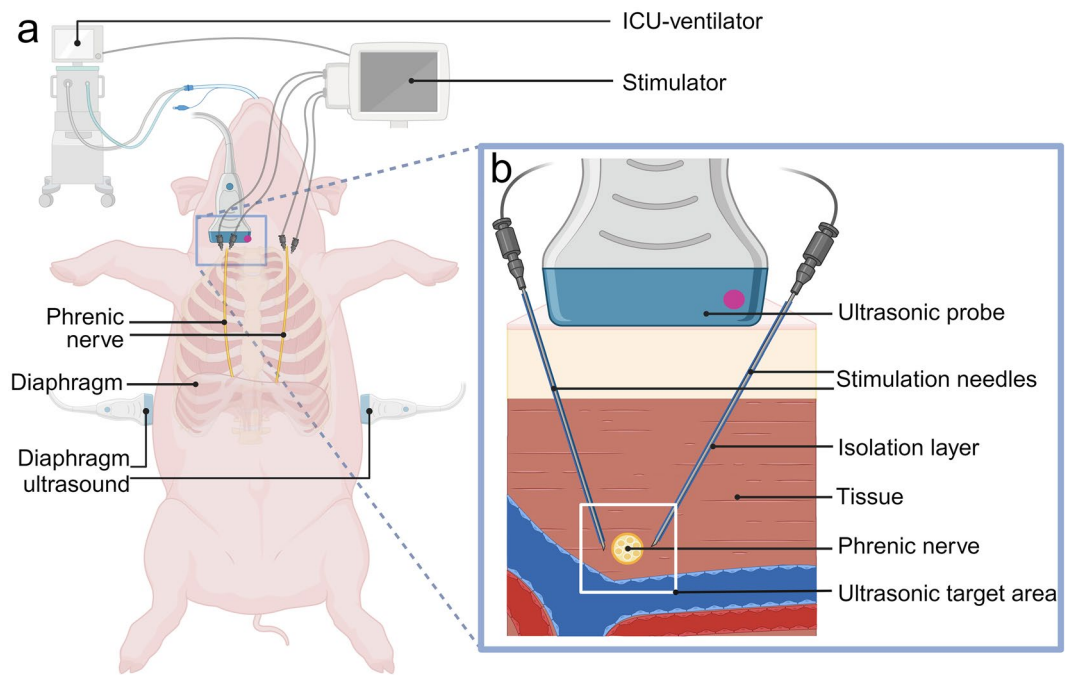 a
ICU-ventilator
Stimulator
Phrenic
nerve
Diaphragm
Diaphragm
ultrasound
b
Ultrasonic probe
Stimulation needles
Isolation layer
Tissue
Phrenic nerve
Ultrasonic target area